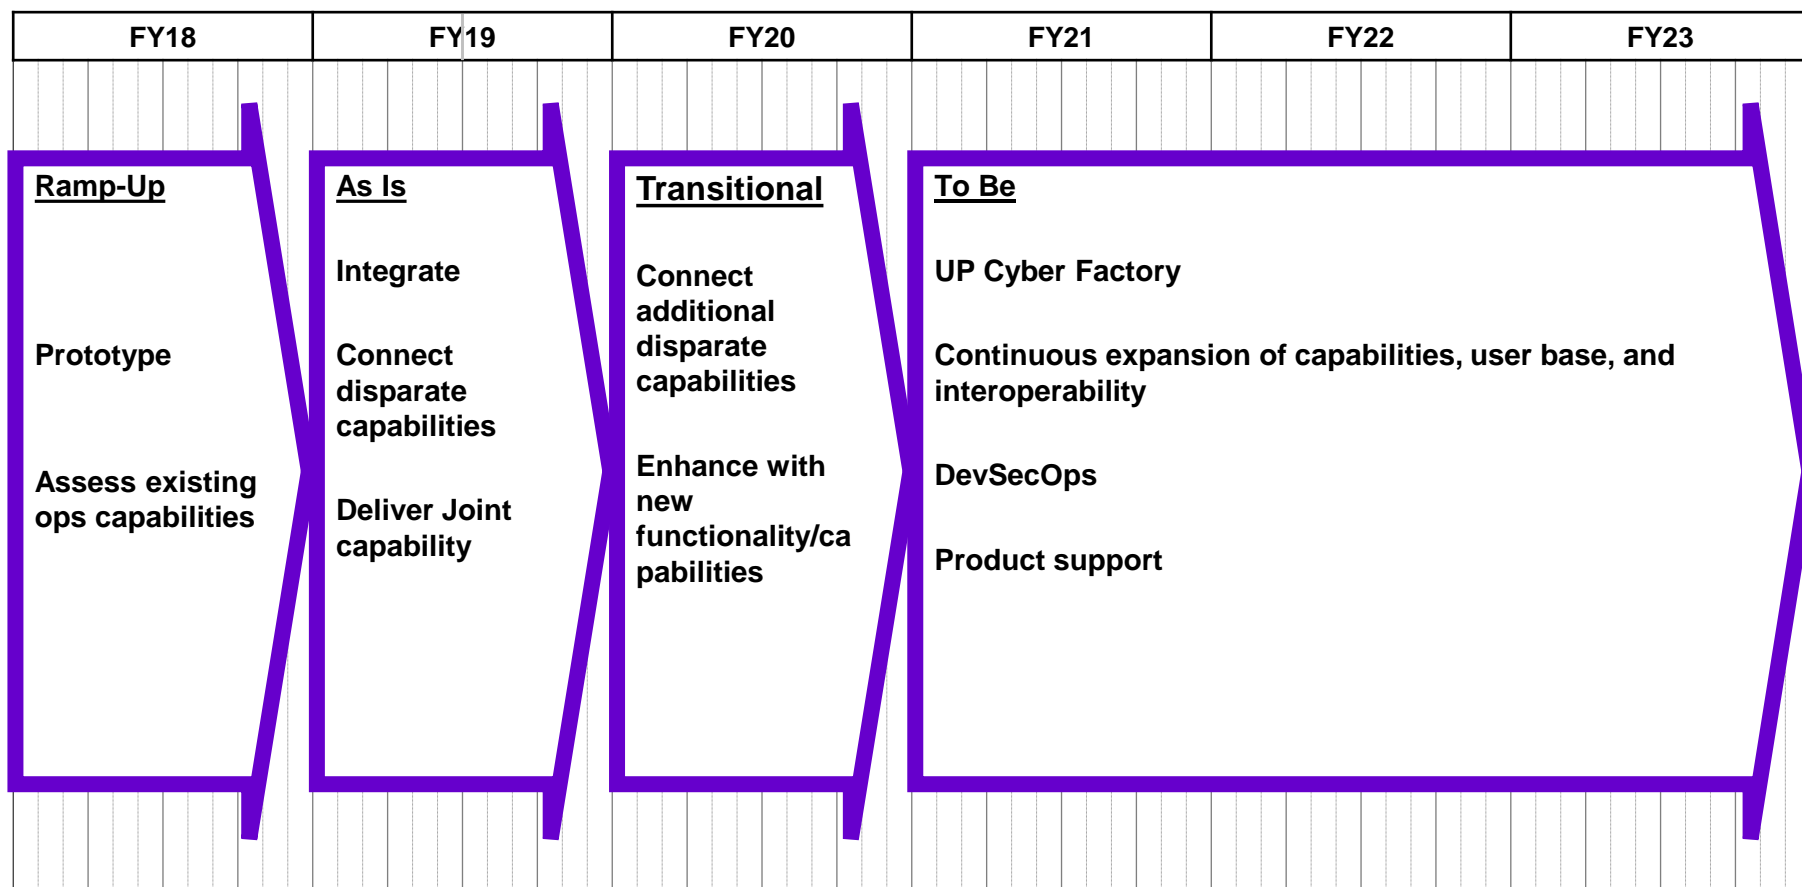 FY18
FY19
FY20
FY21
FY22
FY23
Ramp-Up
Prototype
Assess existing
ops capabilities
As Is
Integrate
Connect
disparate
capabilities
Deliver Joint
capability
Transitional
Connect
additional
disparate
capabilities
Enhance with
new
functionality/ca
pabilities
To Be
UP Cyber Factory
Continuous expansion of capabilities, user base, and
interoperability
DevSecOps
Product support